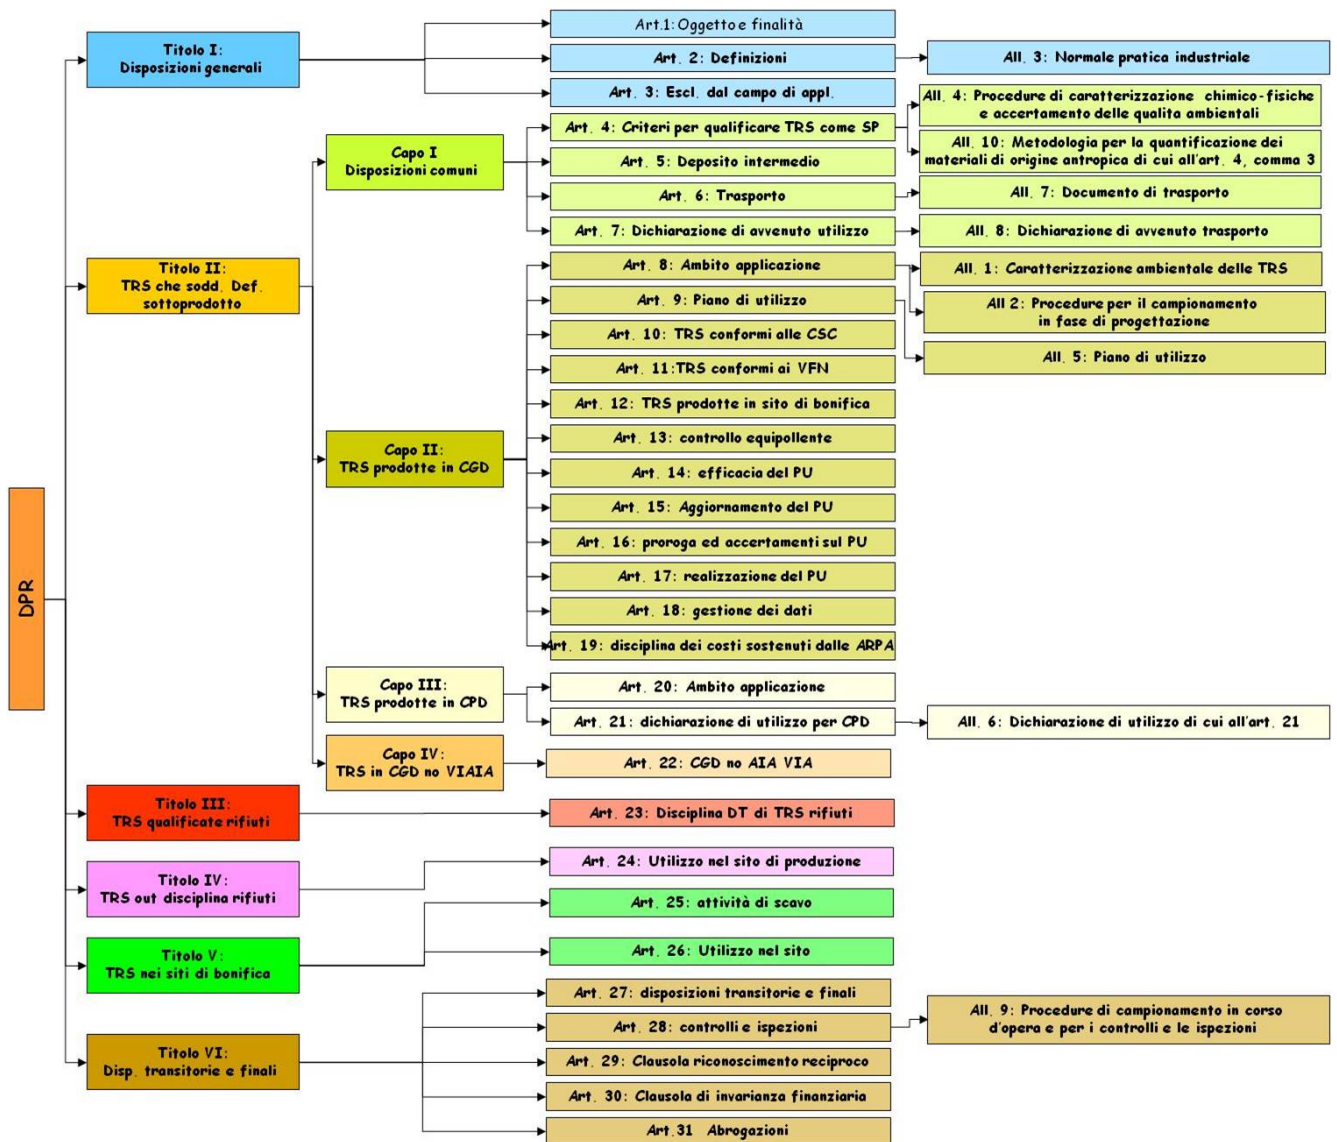 DPR
Titolo I:
Disposizioni generali
Art.1: Oggetto e finalità
Art. 2: Definizioni
All. 3: Normale pratica industriale
Art. 3: Escl. dal campo di appl.
Titolo II:
TRS che sodd. Def.
sottoprodotto
Capo I
Disposizioni comuni
Art. 4: Criteri per qualificare TRS come SP
All. 4: Procedure di caratterizzazione chimico-fisiche
e accertamento delle qualita ambientali
All. 10: Metodologia per la quantificazione dei
materiali di origine antropica di cui all'art. 4, comma 3
Art. 5: Deposito intermedio
Art. 6: Trasporto
All. 7: Documento di trasporto
Art. 7: Dichiarazione di avvenuto utilizzo
All. 8: Dichiarazione di avvenuto trasporto
Capo II:
TRS prodotte in CGD
Art. 8: Ambito applicazione
All. 1: Caratterizzazione ambientale delle TRS
All 2: Procedure per il campionamento
in fase di progettazione
Art. 9: Piano di utilizzo
All. 5: Piano di utilizzo
Art. 10: TRS conformi alle CSC
Art. 11:TRS conformi ai VFN
Art. 12: TRS prodotte in sito di bonifica
Art. 13: controllo equipollente
Art. 14: efficacia del PU
Art. 15: Aggiornamento del PU
Art. 16: proroga ed accertamenti sul PU
Art. 17: realizzazione del PU
Art. 18: gestione dei dati
Art. 19: disciplina dei costi sostenuti dalle ARPA
Capo III:
TRS prodotte in CPD
Art. 20: Ambito applicazione
Art. 21: dichiarazione di utilizzo per CPD
All. 6: Dichiarazione di utilizzo di cui all'art. 21
Capo IV:
TRS in CGD no VIAIA
Art. 22: CGD no AIA VIA
Titolo III:
TRS qualificate rifiuti
Art. 23: Disciplina DT di TRS rifiuti
Titolo IV:
TRS out disciplina rifiuti
Art. 24: Utilizzo nel sito di produzione
Titolo V:
TRS nei siti di bonifica
Art. 25: attività di scavo
Art. 26: Utilizzo nel sito
Titolo VI:
Disp. transitorie e finali
Art. 27: disposizioni transitorie e finali
Art. 28: controlli e ispezioni
All. 9: Procedure di campionamento in corso
d'opera e per i controlli e le ispezioni
Art. 29: Clausola riconoscimento reciproco
Art. 30: Clausola di invarianza finanziaria
Art.31 Abrogazioni